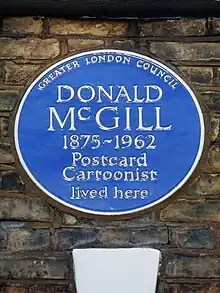 GREATER LONDON COUNCIL
DONALD
McGILL
1875~1962
Postcard
Cartoonist
lived here